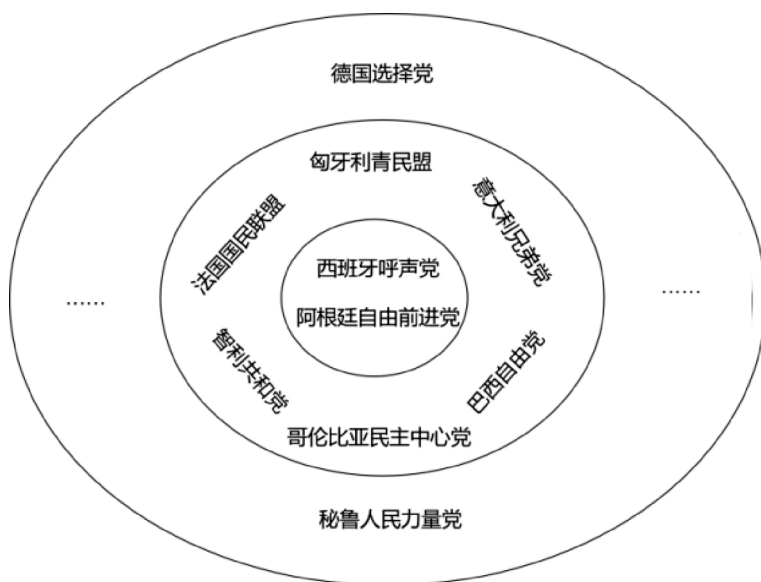 德国选择党
匈牙利青民盟
法国国民联盟
意大利兄弟党
西班牙呼声党
……
……
阿根廷自由前进党
智利共和党
巴西自由党
哥伦比亚民主中心党
秘鲁人民力量党